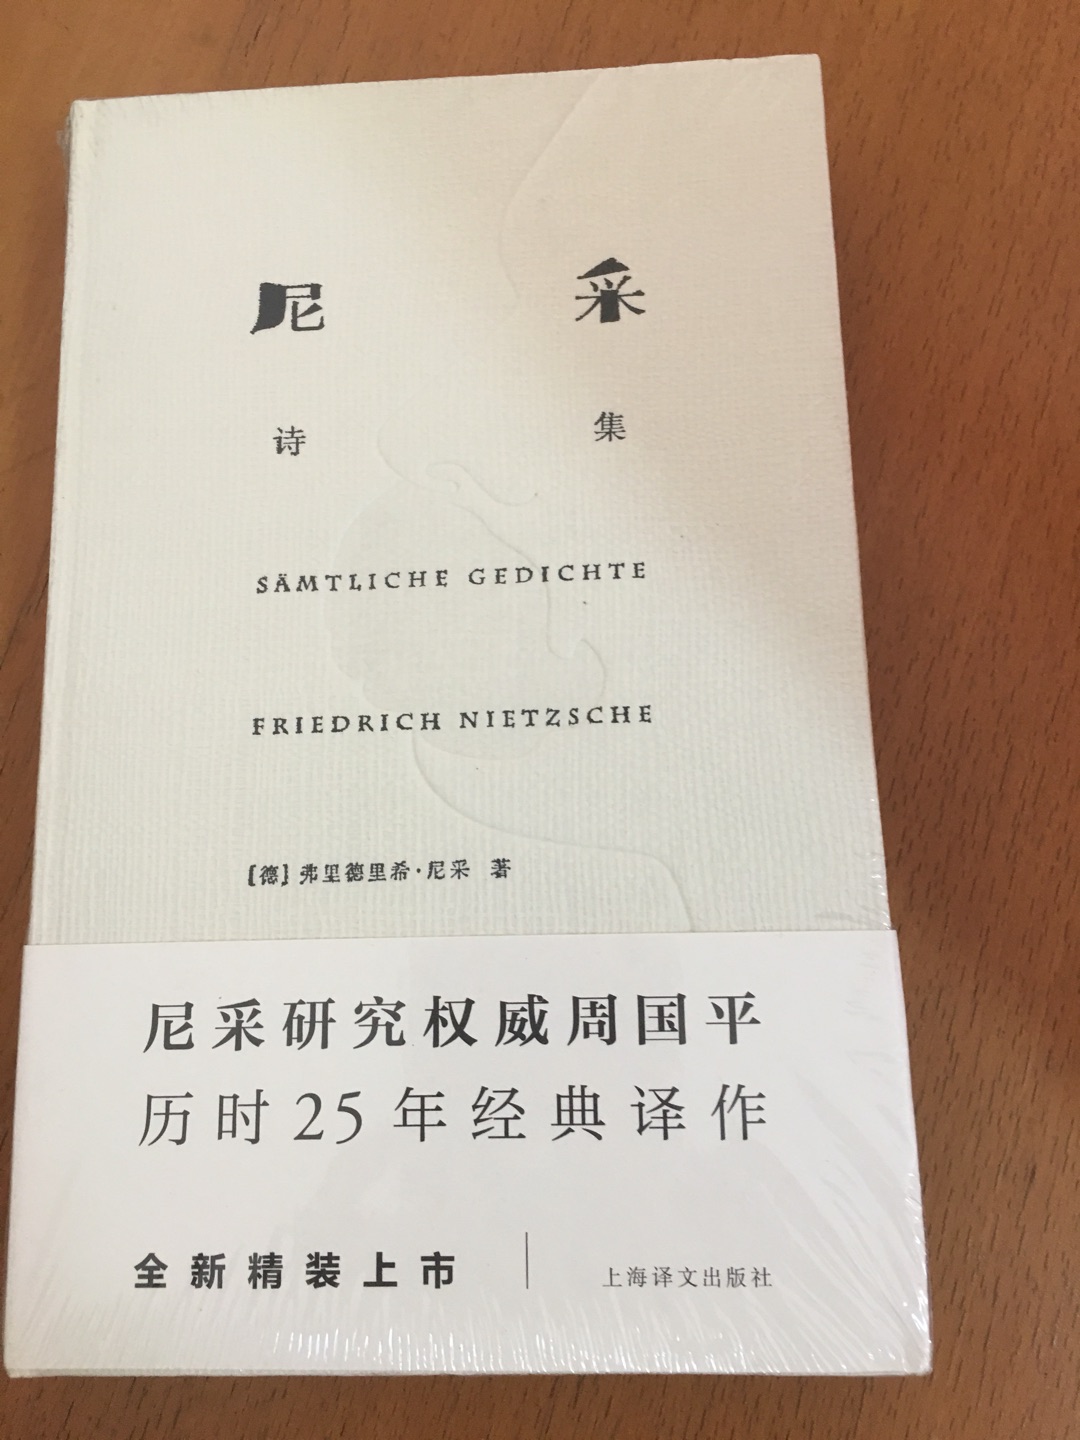 尼采
诗集
SÄMTLICHE GEDICHTE
FRIEDRICH NIETZSCHE
[德] 弗里德里希·尼采 著
尼采研究权威周国平
历时25年经典译作
全新精装上市
上海译文出版社